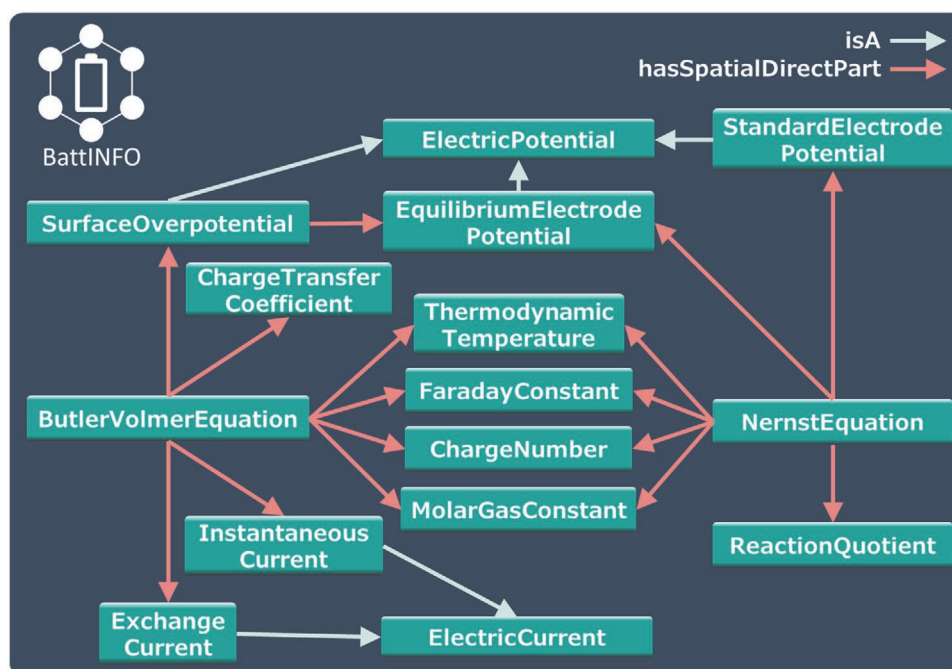 isA
hasSpatialDirectPart
BattINFO
ElectricPotential
StandardElectrode
Potential
SurfaceOverpotential
EquilibriumElectrode
Potential
ChargeTransfer
Coefficient
Thermodynamic
Temperature
FaradayConstant
ButlerVolmerEquation
NernstEquation
ChargeNumber
MolarGasConstant
Instantaneous
Current
ReactionQuotient
Exchange
Current
ElectricCurrent